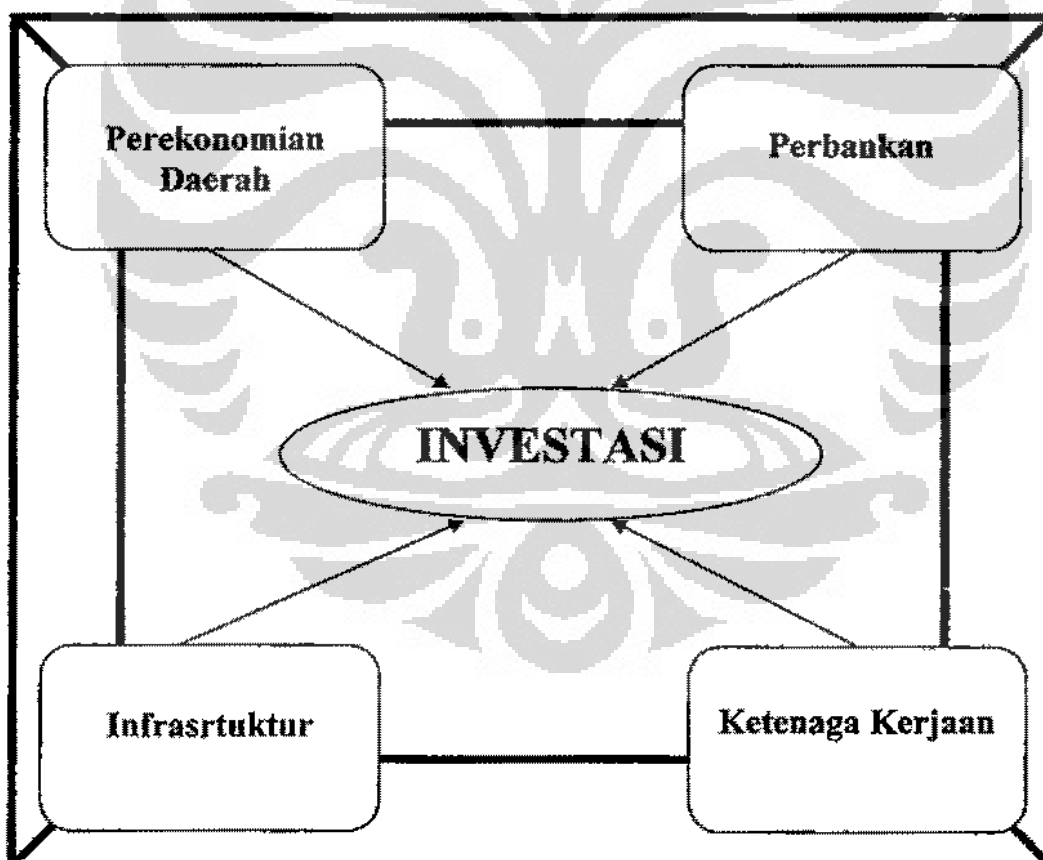 Perekonomian
Daerah
Perbankan
INVESTASI
Infrasrtuktur
Ketenaga Kerjaan